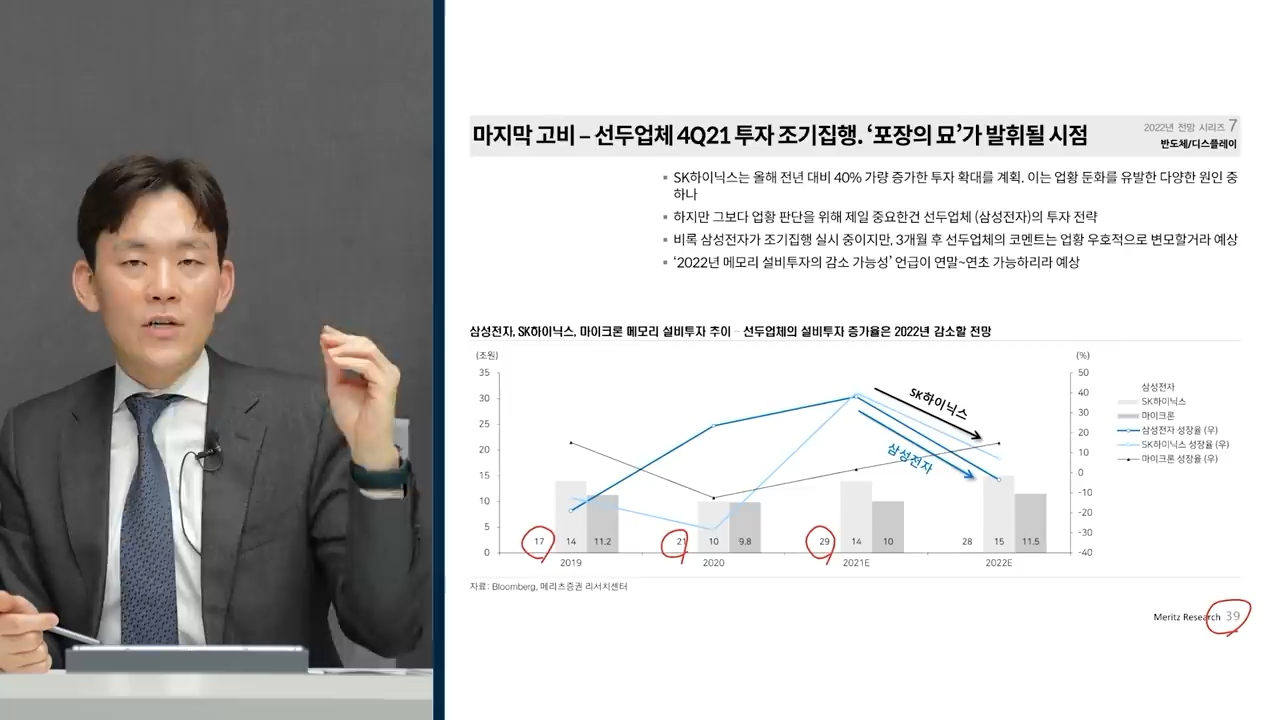 마지막 고비 – 선두업체 4Q21 투자 조기집행. ‘포장의 묘’가 발휘될 시점
2022년 전망 시리즈 7
반도체/디스플레이
▪ SK하이닉스는 올해 전년 대비 40% 가량 증가한 투자 확대를 계획. 이는 업황 둔화를 유발한 다양한 원인 중
하나
▪ 하지만 그보다 업황 판단을 위해 제일 중요한건 선두업체 (삼성전자)의 투자 전략
▪ 비록 삼성전자가 조기집행 실시 중이지만, 3개월 후 선두업체의 코멘트는 업황 우호적으로 변모할거라 예상
▪ ‘2022년 메모리 설비투자의 감소 가능성’ 언급이 연말~연초 가능하리라 예상
삼성전자, SK하이닉스, 마이크론 메모리 설비투자 추이 – 선두업체의 설비투자 증가율은 2022년 감소할 전망
(조원)
(%)
35
30
25
20
15
10
5
0
50
40
30
20
10
0
-10
-20
-30
-40
SK하이닉스
삼성전자
17 14 11.2
21 10 9.8
29 14 10
28 15 11.5
2019 2020 2021E 2022E
삼성전자
SK하이닉스
마이크론
삼성전자 성장율 (우)
SK하이닉스 성장율 (우)
마이크론 성장율 (우)
자료: Bloomberg, 메리츠증권 리서치센터
Meritz Research 39